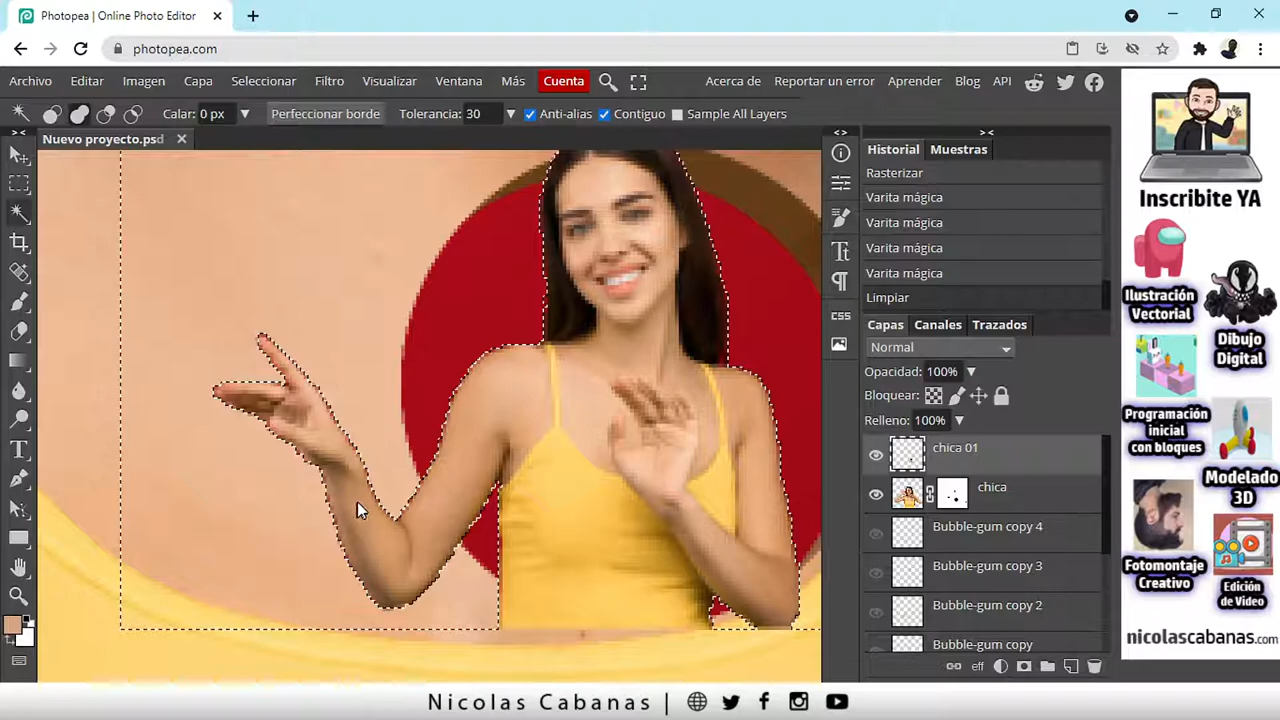 Photopea | Online Photo Editor
photopea.com
Archivo Editar Imagen Capa Seleccionar Filtro Visualizar Ventana Más Cuenta Acerca de Reportar un error Aprender Blog API
Calar: 0 px Perfeccionar borde Tolerancia: 30 Anti-alias Contiguo Sample All Layers
Nuevo proyecto.psd
Historial Muestras
Rasterizar
Varita mágica
Varita mágica
Varita mágica
Varita mágica
Limpiar
CSS
Capas Canales Trazados
Normal
Opacidad: 100%
Bloquear:
Relleno: 100%
chica 01
chica
Bubble-gum copy 4
Bubble-gum copy 3
Bubble-gum copy 2
Bubble-gum copy
eff
Inscribite YA
Ilustración
Vectorial
Dibujo
Digital
Programación
inicial
con bloques
Modelado
3D
Fotomontaje
Creativo
Edición
de Video
nicolascabanas.com
Nicolas Cabanas |